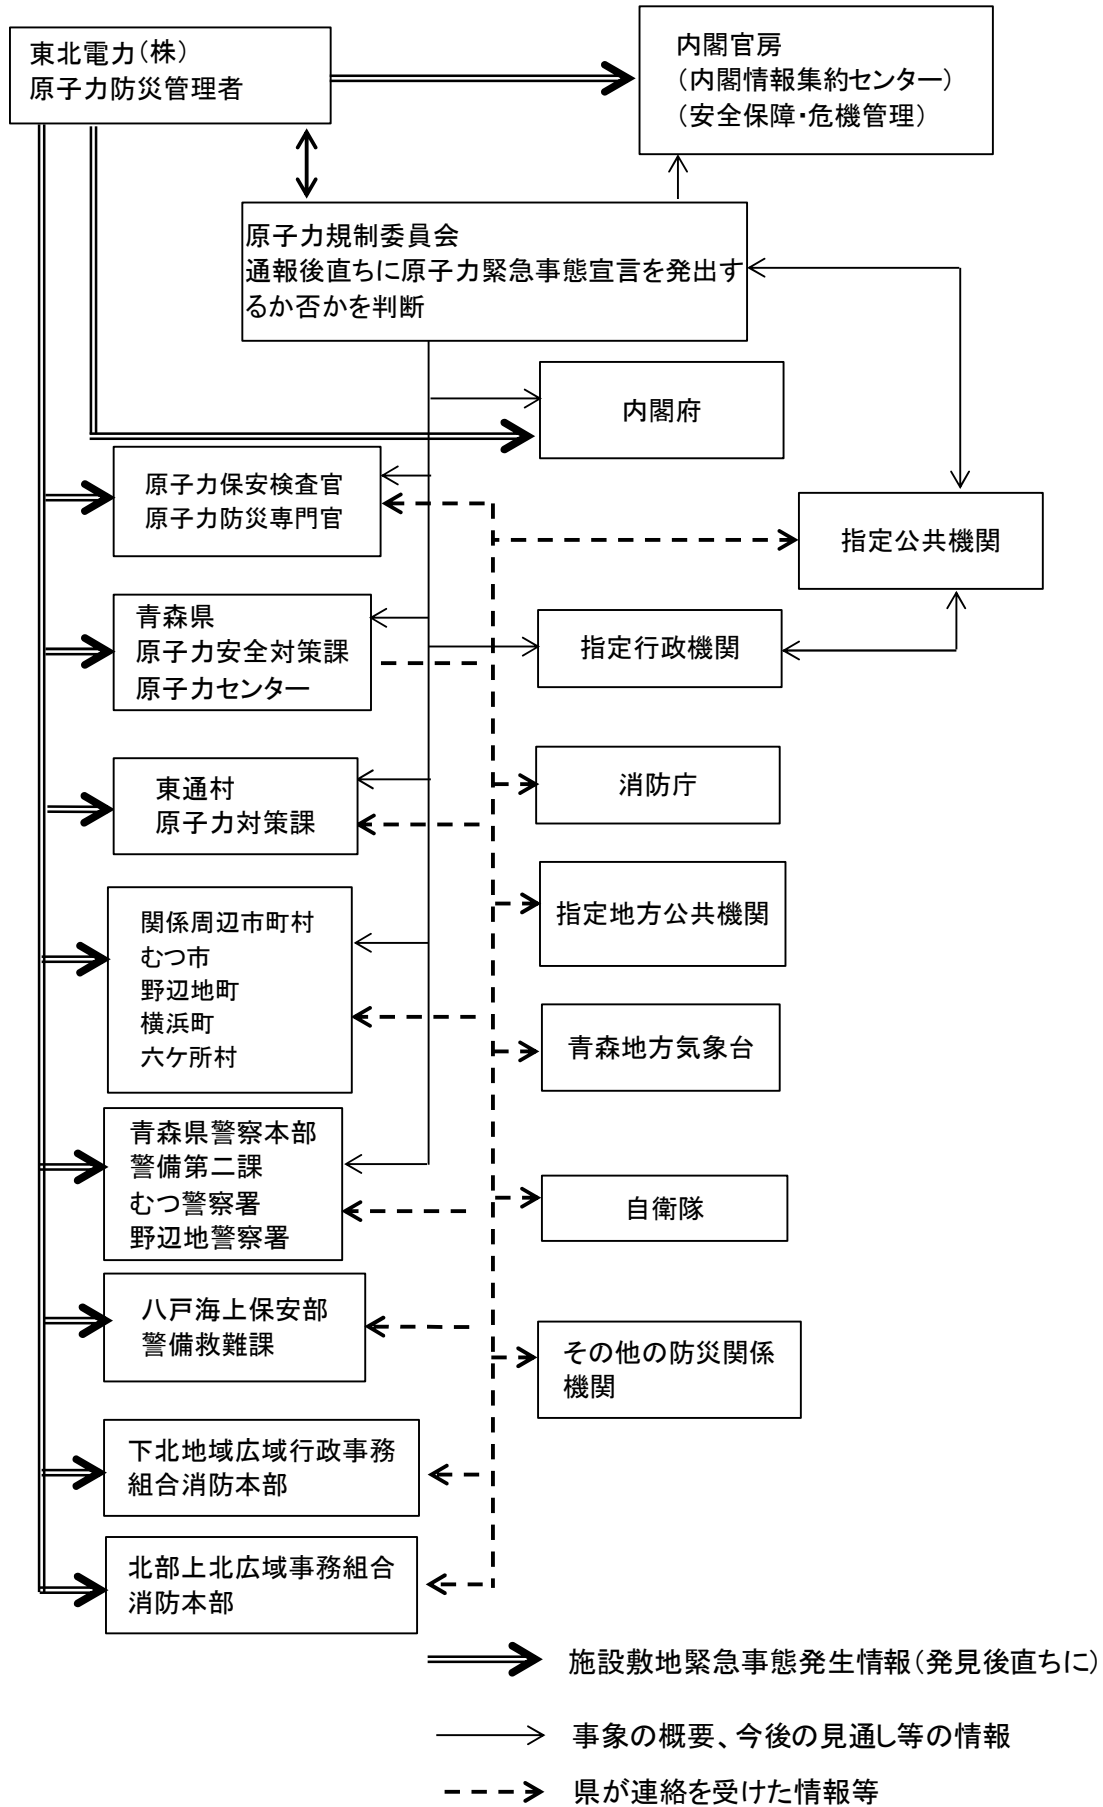 東北電力(株)
原子力防災管理者
内閣官房
(内閣情報集約センター)
(安全保障・危機管理)
原子力規制委員会
通報後直ちに原子力緊急事態宣言を発出す
るか否かを判断
内閣府
原子力保安検査官
原子力防災専門官
指定公共機関
青森県
原子力安全対策課
原子力センター
指定行政機関
東通村
原子力対策課
消防庁
関係周辺市町村
むつ市
野辺地町
横浜町
六ケ所村
指定地方公共機関
青森地方気象台
青森県警察本部
警備第二課
むつ警察署
野辺地警察署
自衛隊
八戸海上保安部
警備救難課
その他の防災関係
機関
下北地域広域行政事務
組合消防本部
北部上北広域事務組合
消防本部
施設敷地緊急事態発生情報(発見後直ちに)
事象の概要、今後の見通し等の情報
県が連絡を受けた情報等